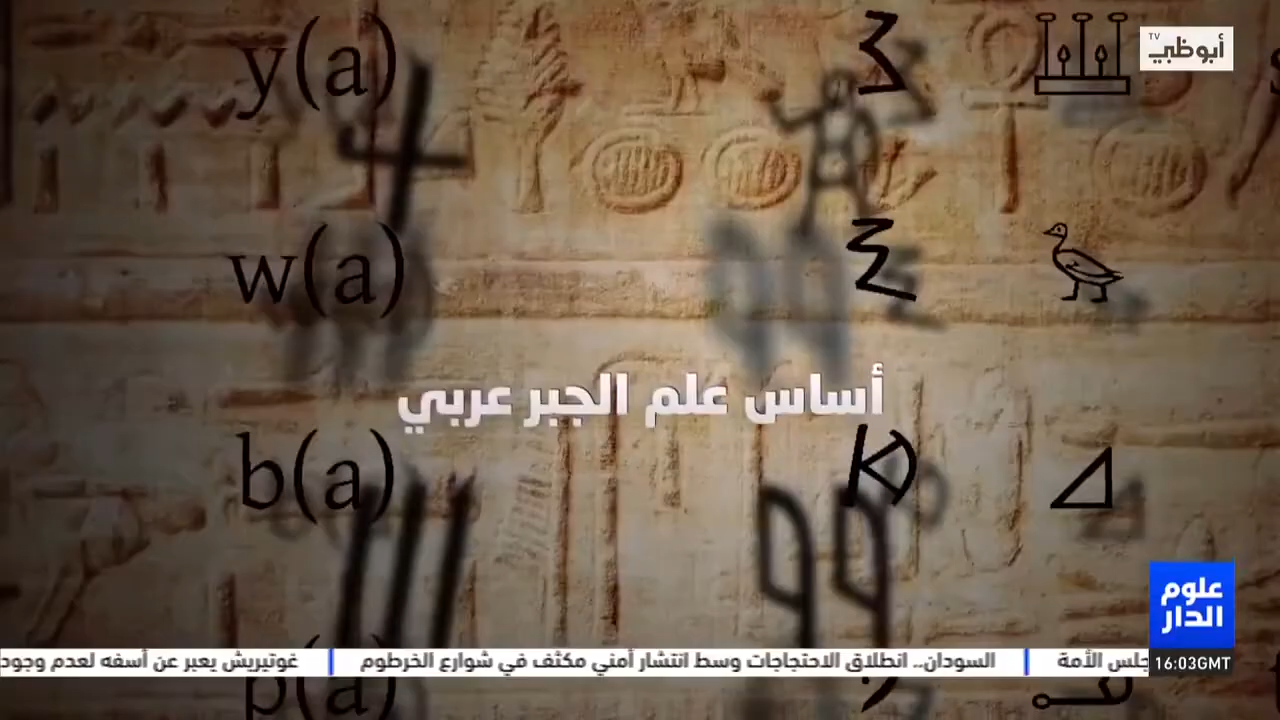 y(a)
أبوظبي
TV
w(a)
أساس علم الجبر عربي
b(a)
علوم
الدار
جلس الأمة | السودان.. انطلاق الاحتجاجات وسط انتشار أمني مكثف في شوارع الخرطوم | غوتيريش يعبر عن أسفه لعدم وجود
16:03GMT
p(a)